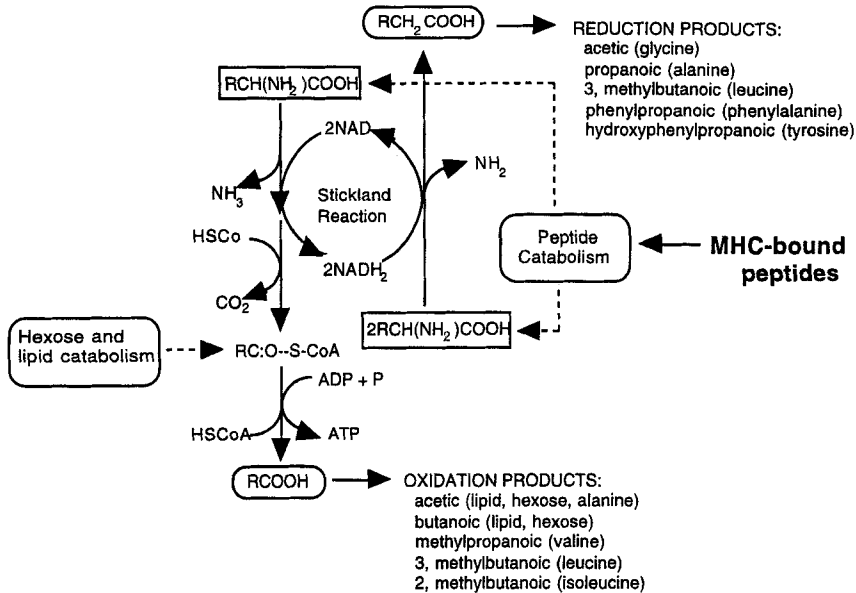 RCH2COOH
REDUCTION PRODUCTS:
acetic (glycine)
propanoic (alanine)
3, methylbutanoic (leucine)
phenylpropanoic (phenylalanine)
hydroxyphenylpropanoic (tyrosine)
RCH(NH2)COOH
2NAD
NH3
Stickland
Reaction
NH2
HSCo
2NADH2
CO2
Peptide
Catabolism
MHC-bound
peptides
2RCH(NH2)COOH
Hexose and
lipid catabolism
RC:O--S-CoA
ADP + P
HSCoA
ATP
RCOOH
OXIDATION PRODUCTS:
acetic (lipid, hexose, alanine)
butanoic (lipid, hexose)
methylpropanoic (valine)
3, methylbutanoic (leucine)
2, methylbutanoic (isoleucine)